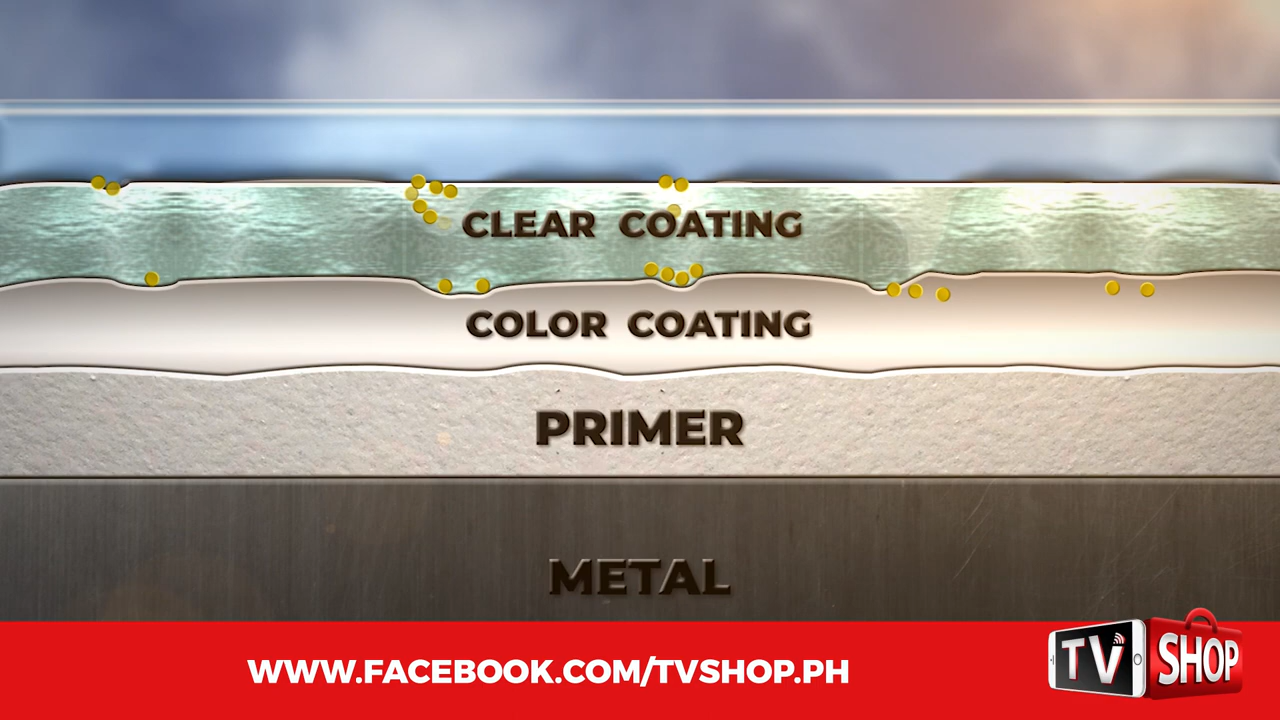 CLEAR COATING
COLOR COATING
PRIMER
METAL
WWW.FACEBOOK.COM/TVSHOP.PH
TV SHOP